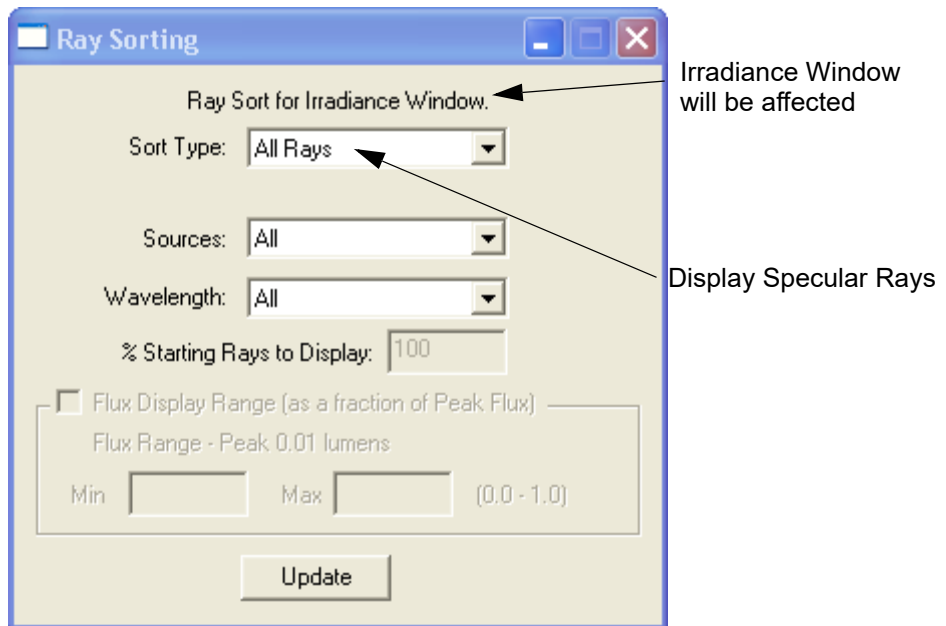 Ray Sorting
Irradiance Window
will be affected
Ray Sort for Irradiance Window.
Sort Type: All Rays
Sources: All
Display Specular Rays
Wavelength: All
% Starting Rays to Display: 100
Flux Display Range (as a fraction of Peak Flux)
Flux Range - Peak 0.01 lumens
Min Max (0.0 - 1.0)
Update